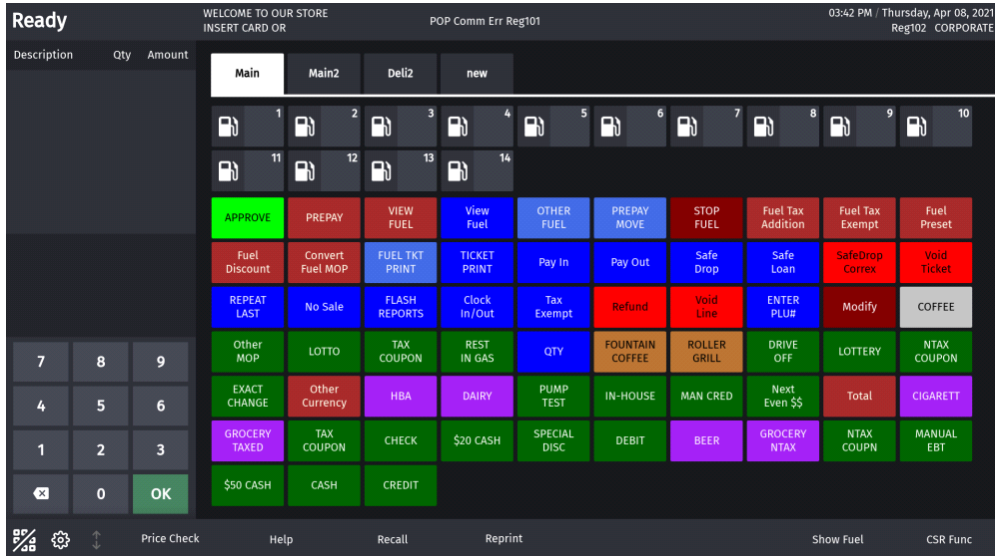 Ready
WELCOME TO OUR STORE
INSERT CARD OR
POP Comm Err Reg101
03:42 PM / Thursday, Apr 08, 2021
Reg102 CORPORATE
Description Qty Amount
Main Main2 Deli2 new
1 2 3 4 5 6 7 8 9 10
11 12 13 14
APPROVE
PREPAY
VIEW
FUEL
View
Fuel
OTHER
FUEL
PREPAY
MOVE
STOP
FUEL
Fuel Tax
Addition
Fuel Tax
Exempt
Fuel
Preset
Fuel
Discount
Convert
Fuel MOP
FUEL TKT
PRINT
TICKET
PRINT
Pay In
Pay Out
Safe
Drop
Safe
Loan
SafeDrop
Correx
Void
Ticket
REPEAT
LAST
No Sale
FLASH
REPORTS
Clock
In/Out
Tax
Exempt
Refund
Void
Line
ENTER
PLU#
Modify
COFFEE
Other
MOP
LOTTO
TAX
COUPON
REST
IN GAS
QTY
FOUNTAIN
COFFEE
ROLLER
GRILL
DRIVE
OFF
LOTTERY
NTAX
COUPON
EXACT
CHANGE
Other
Currency
HBA
DAIRY
PUMP
TEST
IN-HOUSE
MAN CRED
Next
Even $$
Total
CIGARETT
GROCERY
TAXED
TAX
COUPON
CHECK
$20 CASH
SPECIAL
DISC
DEBIT
BEER
GROCERY
NTAX
NTAX
COUPN
MANUAL
EBT
$50 CASH
CASH
CREDIT
7 8 9
4 5 6
1 2 3
0 OK
Price Check Help Recall Reprint Show Fuel CSR Func